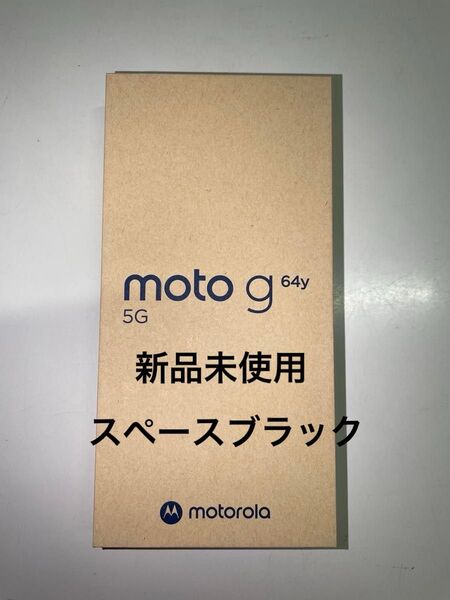 moto g 64y
5G
新品未使用
スペースブラック
motorola